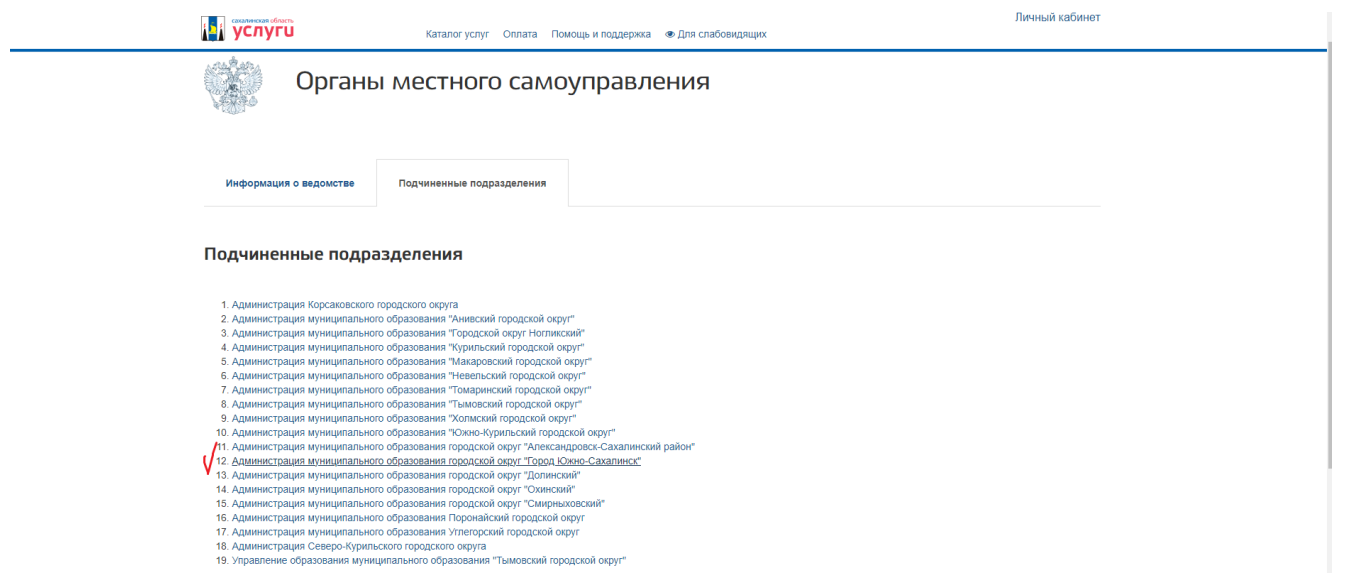 Личный кабинет
сахалинская область
услуги
Каталог услуг Оплата Помощь и поддержка Для слабовидящих
Органы местного самоуправления
Информация о ведомстве Подчиненные подразделения
Подчиненные подразделения
1. Администрация Корсаковского городского округа
2. Администрация муниципального образования "Анивский городской округ"
3. Администрация муниципального образования "Городской округ Ногликский"
4. Администрация муниципального образования "Курильский городской округ"
5. Администрация муниципального образования "Макаровский городской округ"
6. Администрация муниципального образования "Невельский городской округ"
7. Администрация муниципального образования "Томаринский городской округ"
8. Администрация муниципального образования "Тымовский городской округ"
9. Администрация муниципального образования "Холмский городской округ"
10. Администрация муниципального образования "Южно-Курильский городской округ"
11. Администрация муниципального образования городской округ "Александровск-Сахалинский район"
12. Администрация муниципального образования городской округ "Город Южно-Сахалинск"
13. Администрация муниципального образования городской округ "Долинский"
14. Администрация муниципального образования городской округ "Охинский"
15. Администрация муниципального образования городской округ "Смирныховский"
16. Администрация муниципального образования Поронайский городской округ
17. Администрация муниципального образования Углегорский городской округ
18. Администрация Северо-Курильского городского округа
19. Управление образования муниципального образования "Тымовский городской округ"